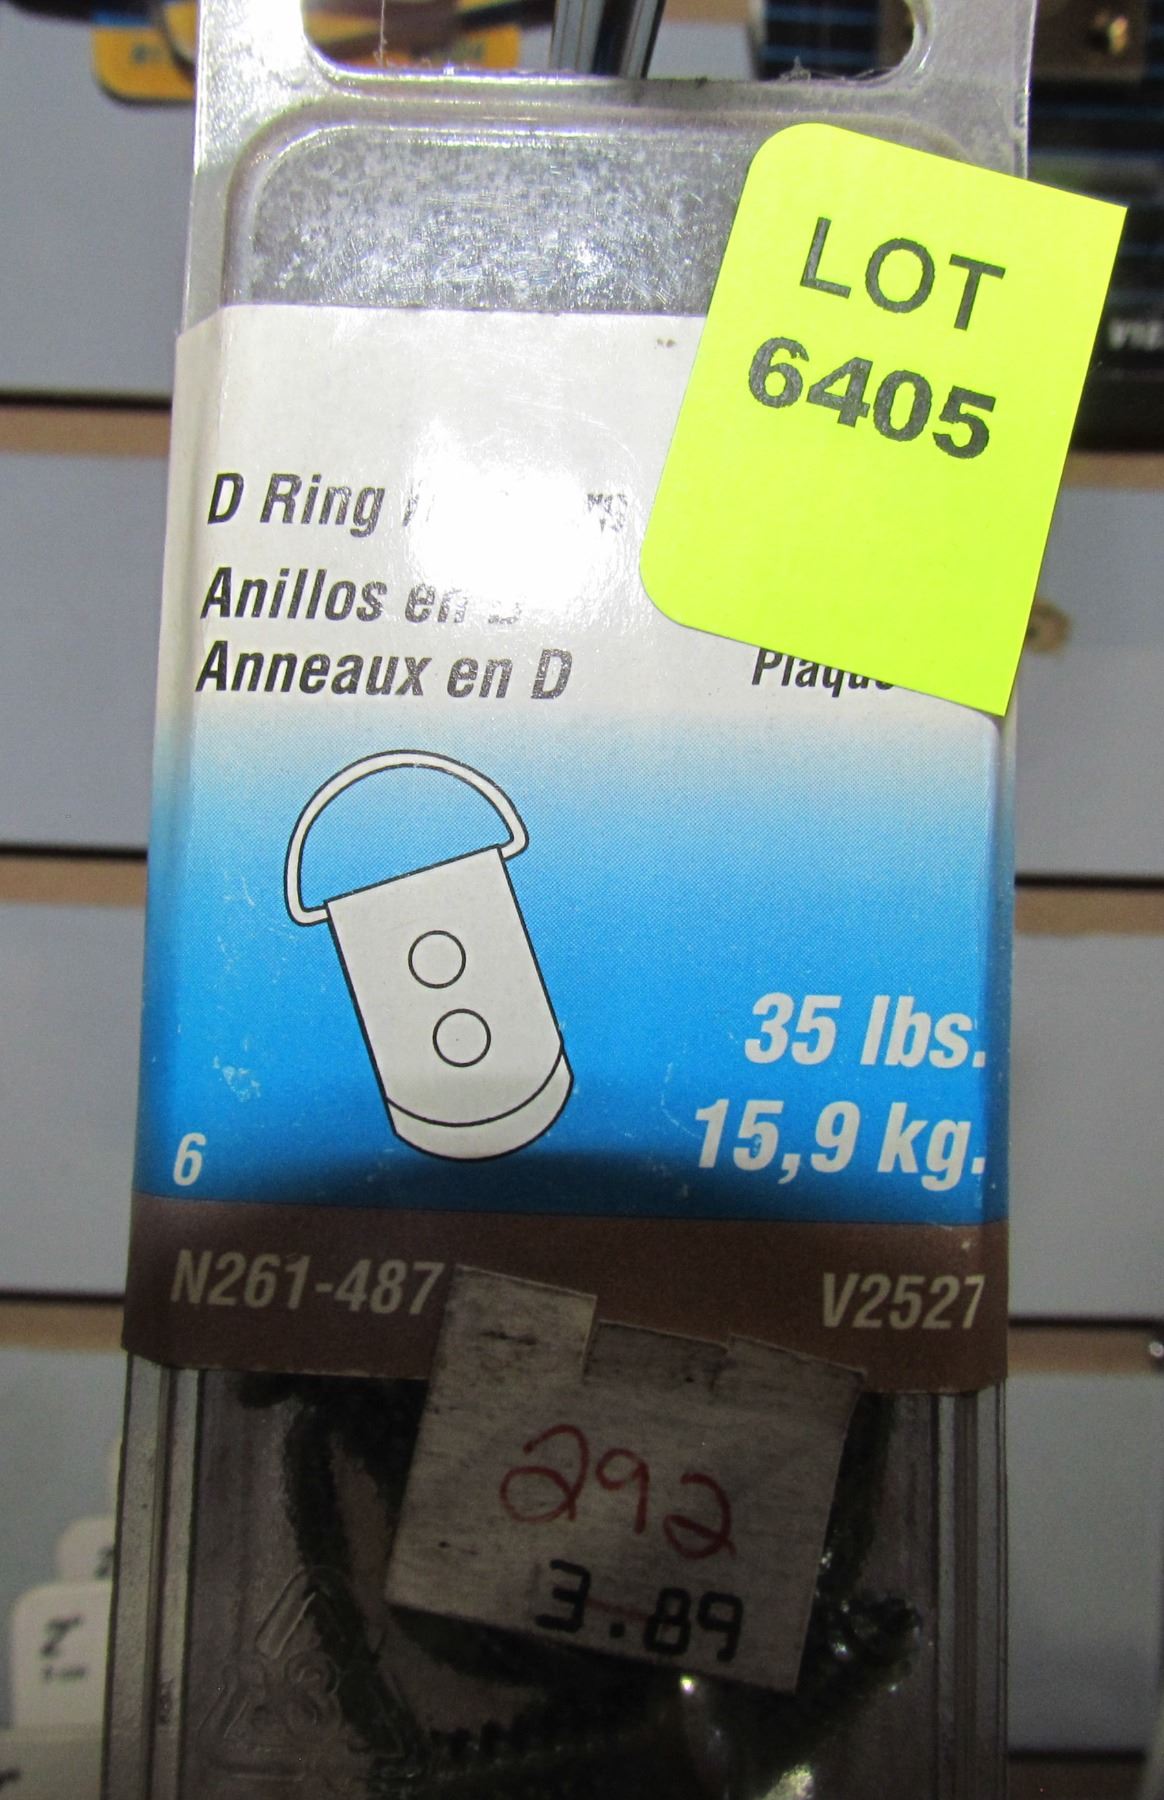 LOT
6405
D Ring
Anillos en D
Anneaux en D
35 lbs.
15,9 kg.
6
N261-487
V2527
292
3.89